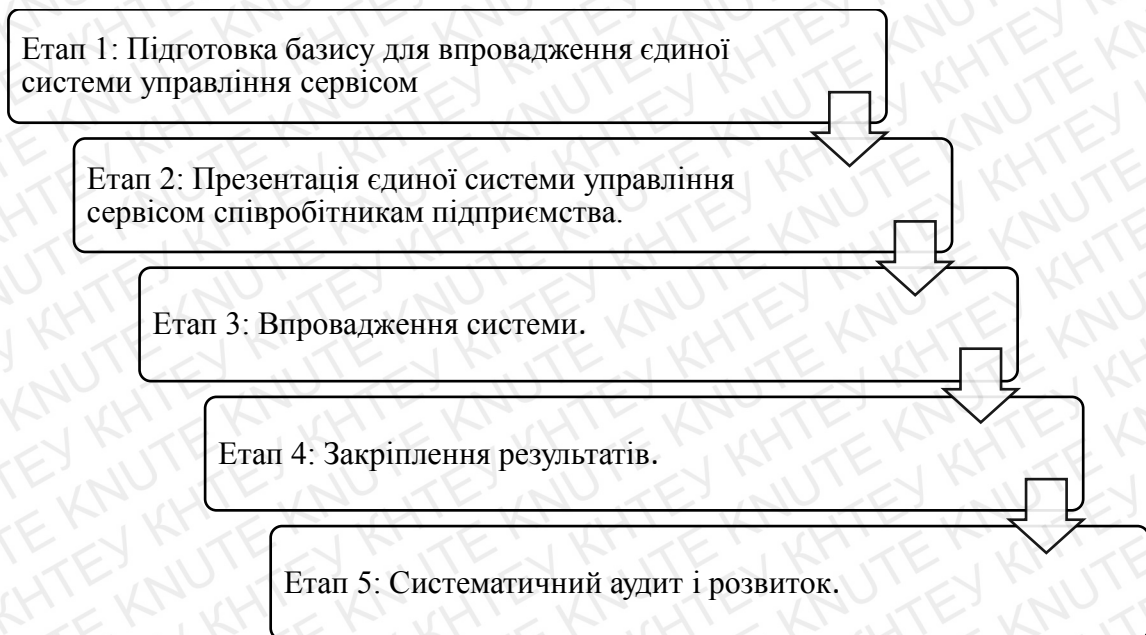 Етап 1: Підготовка базису для впровадження єдиної
системи управління сервісом
Етап 2: Презентація єдиної системи управління
сервісом співробітникам підприємства.
Етап 3: Впровадження системи.
Етап 4: Закріплення результатів.
Етап 5: Систематичний аудит і розвиток.